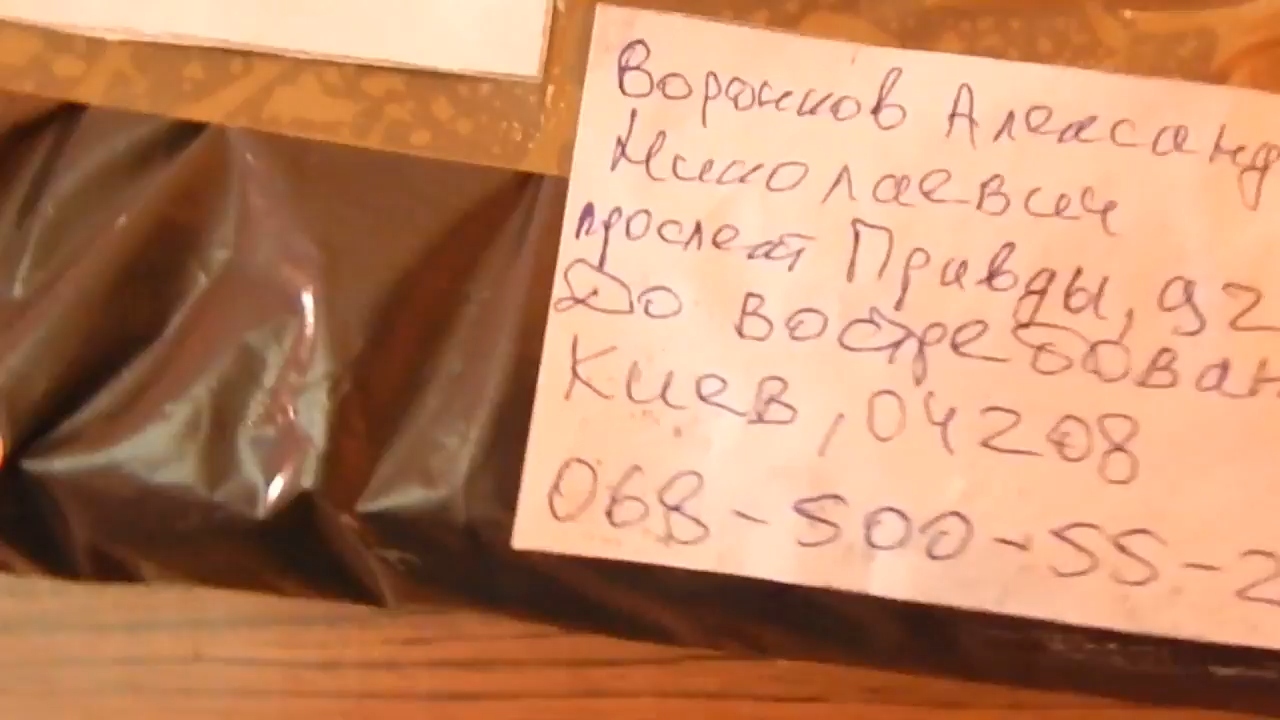 Воронков Александ
Николаевич
проспект Правды, 92
До востребован
Киев, 04208
068-500-55-2